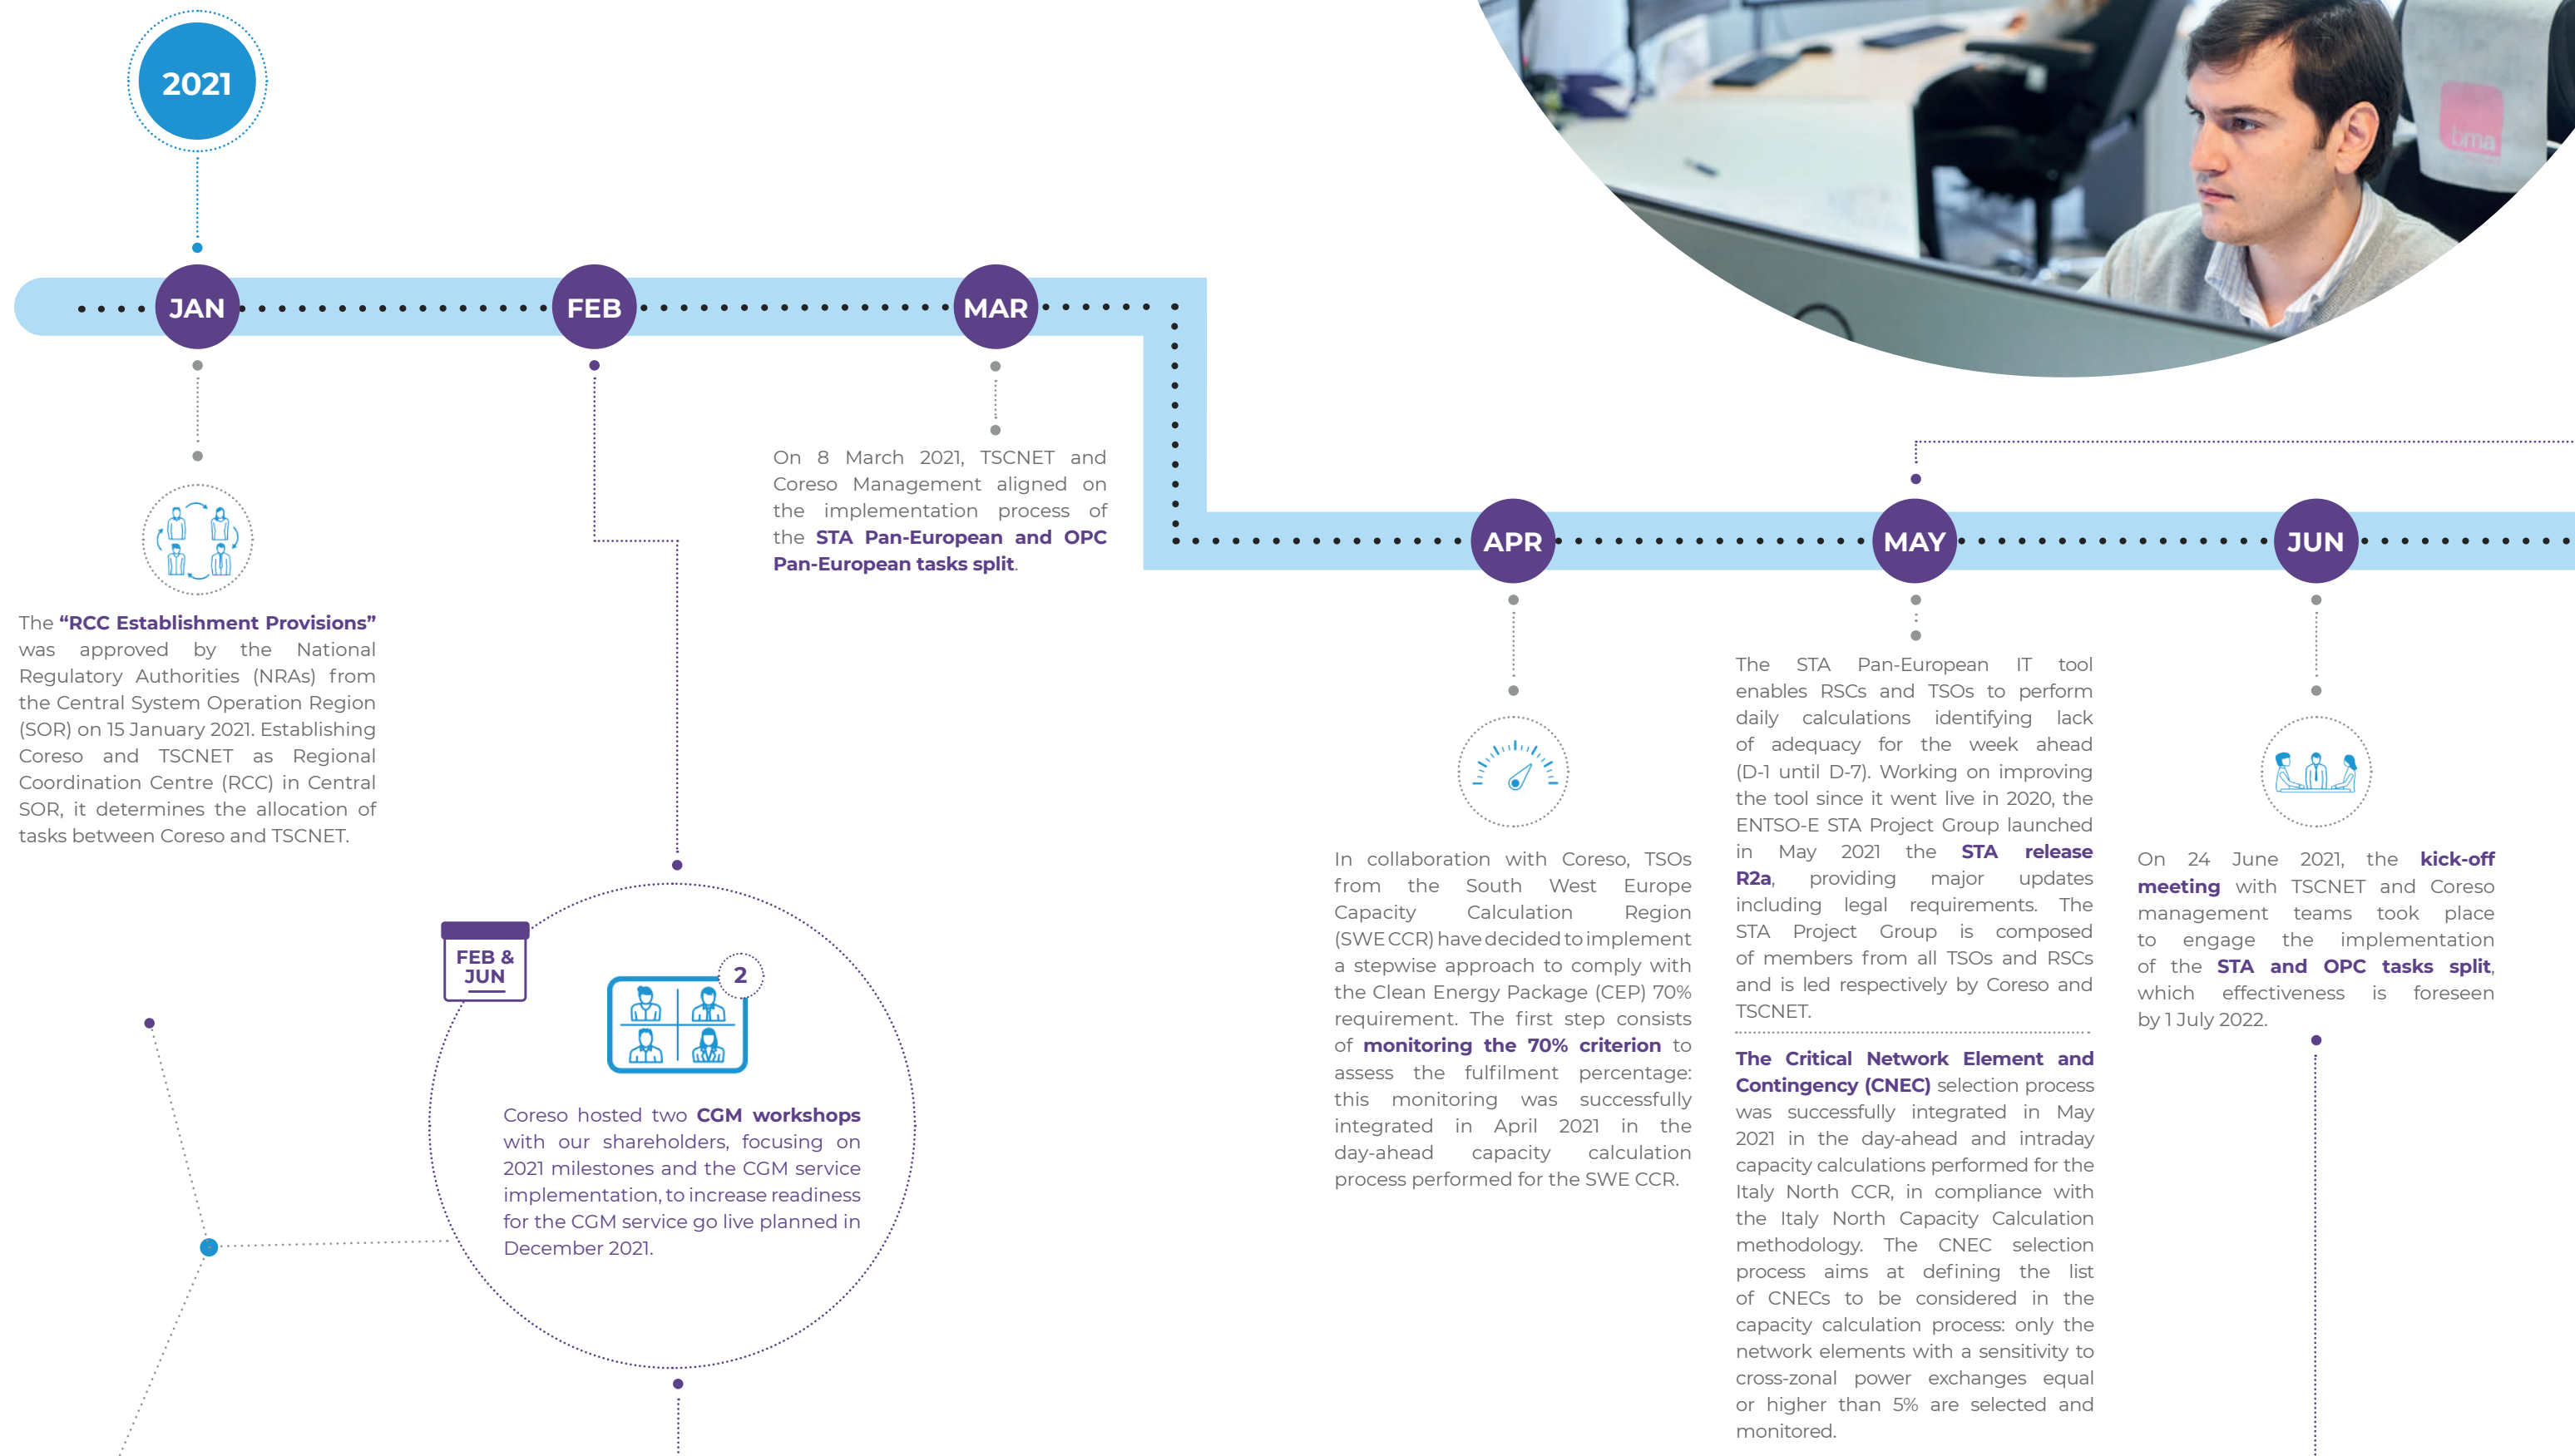 2021
bma
JAN
FEB
MAR
The “RCC Establishment Provisions”
was approved by the National
Regulatory Authorities (NRAs) from
the Central System Operation Region
(SOR) on 15 January 2021. Establishing
Coreso and TSCNET as Regional
Coordination Centre (RCC) in Central
SOR, it determines the allocation of
tasks between Coreso and TSCNET.
FEB &
JUN
2
Coreso hosted two CGM workshops
with our shareholders, focusing on
2021 milestones and the CGM service
implementation, to increase readiness
for the CGM service go live planned in
December 2021.
On 8 March 2021, TSCNET and
Coreso Management aligned on
the implementation process of
the STA Pan-European and OPC
Pan-European tasks split.
APR
MAY
JUN
In collaboration with Coreso, TSOs
from the South West Europe
Capacity Calculation Region
(SWE CCR) have decided to implement
a stepwise approach to comply with
the Clean Energy Package (CEP) 70%
requirement. The first step consists
of monitoring the 70% criterion to
assess the fulfilment percentage:
this monitoring was successfully
integrated in April 2021 in the
day-ahead capacity calculation
process performed for the SWE CCR.
The STA Pan-European IT tool
enables RSCs and TSOs to perform
daily calculations identifying lack
of adequacy for the week ahead
(D-1 until D-7). Working on improving
the tool since it went live in 2020, the
ENTSO-E STA Project Group launched
in May 2021 the STA release
R2a, providing major updates
including legal requirements. The
STA Project Group is composed
of members from all TSOs and RSCs
and is led respectively by Coreso and
TSCNET.
The Critical Network Element and
Contingency (CNEC) selection process
was successfully integrated in May
2021 in the day-ahead and intraday
capacity calculations performed for the
Italy North CCR, in compliance with
the Italy North Capacity Calculation
methodology. The CNEC selection
process aims at defining the list
of CNECs to be considered in the
capacity calculation process: only the
network elements with a sensitivity to
cross-zonal power exchanges equal
or higher than 5% are selected and
monitored.
On 24 June 2021, the kick-off
meeting with TSCNET and Coreso
management teams took place
to engage the implementation
of the STA and OPC tasks split,
which effectiveness is foreseen
by 1 July 2022.